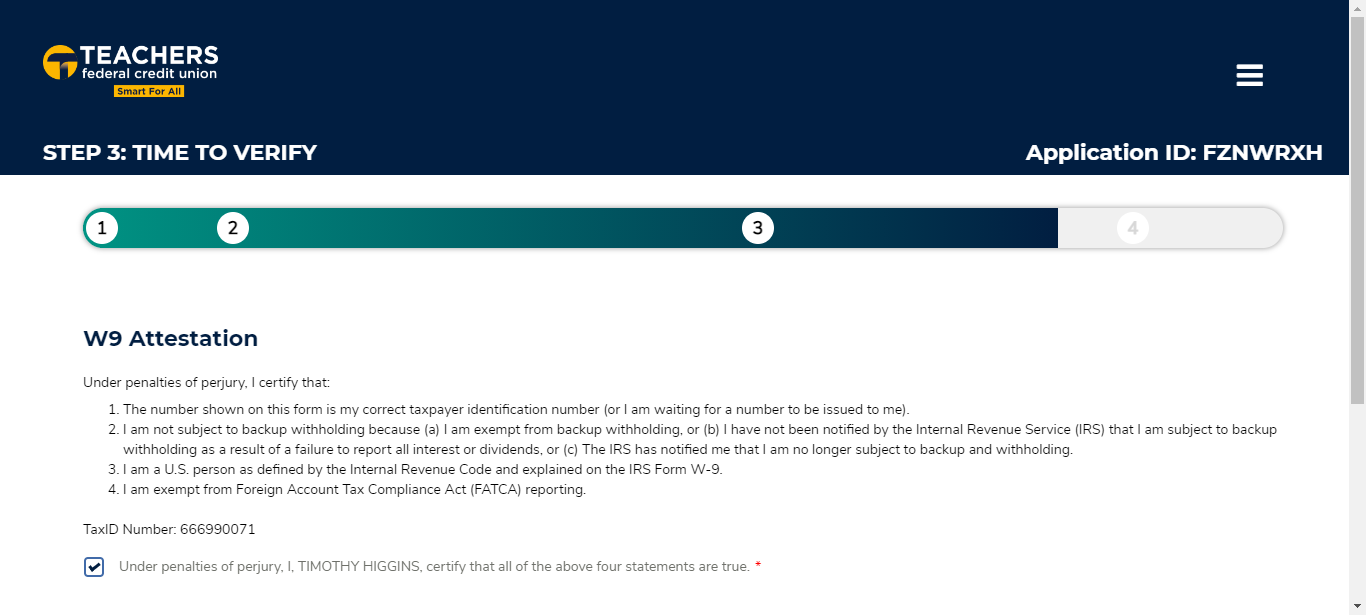 TEACHERS
federal credit union
Smart For All
STEP 3: TIME TO VERIFY
Application ID: FZNWRXH
1
2
3
4
W9 Attestation
Under penalties of perjury, I certify that:
1. The number shown on this form is my correct taxpayer identification number (or I am waiting for a number to be issued to me).
2. I am not subject to backup withholding because (a) I am exempt from backup withholding, or (b) I have not been notified by the Internal Revenue Service (IRS) that I am subject to backup
withholding as a result of a failure to report all interest or dividends, or (c) The IRS has notified me that I am no longer subject to backup and withholding.
3. I am a U.S. person as defined by the Internal Revenue Code and explained on the IRS Form W-9.
4. I am exempt from Foreign Account Tax Compliance Act (FATCA) reporting.
TaxID Number: 666990071
Under penalties of perjury, I, TIMOTHY HIGGINS, certify that all of the above four statements are true. *